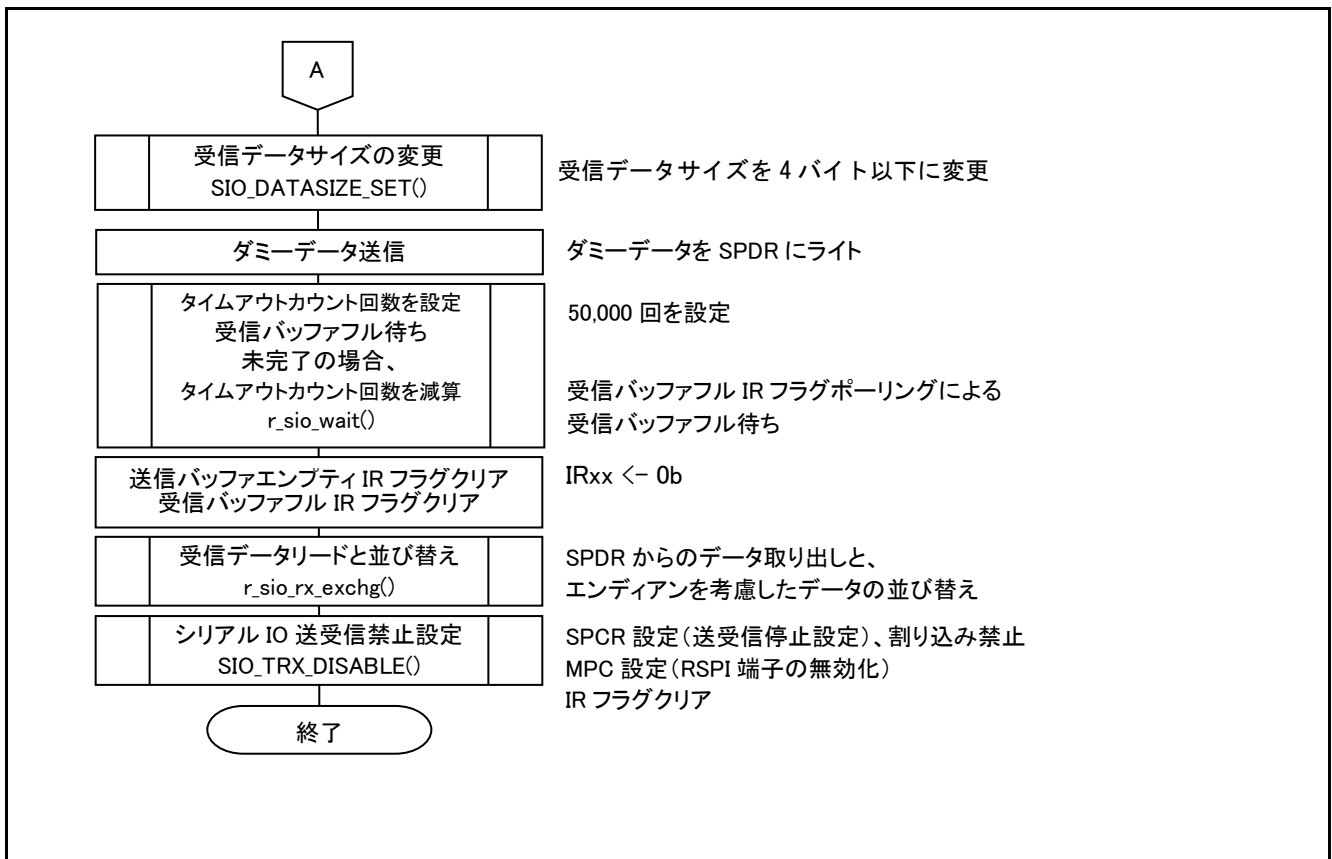 A
受信データサイズの変更
SIO_DATASIZE_SET()
受信データサイズを 4 バイト以下に変更
ダミーデータ送信
ダミーデータを SPDR にライト
タイムアウトカウント回数を設定
受信バッファフル待ち
未完了の場合、
タイムアウトカウント回数を減算
r_sio_wait()
50,000 回を設定
受信バッファフル IR フラグポーリングによる
受信バッファフル待ち
送信バッファエンプティ IR フラグクリア
受信バッファフル IR フラグクリア
IRxx <- 0b
受信データリードと並び替え
r_sio_rx_exchg()
SPDR からのデータ取り出しと、
エンディアンを考慮したデータの並び替え
シリアル IO 送受信禁止設定
SIO_TRX_DISABLE()
SPCR 設定(送受信停止設定)、割り込み禁止
MPC 設定(RSPI 端子の無効化)
IR フラグクリア
終了